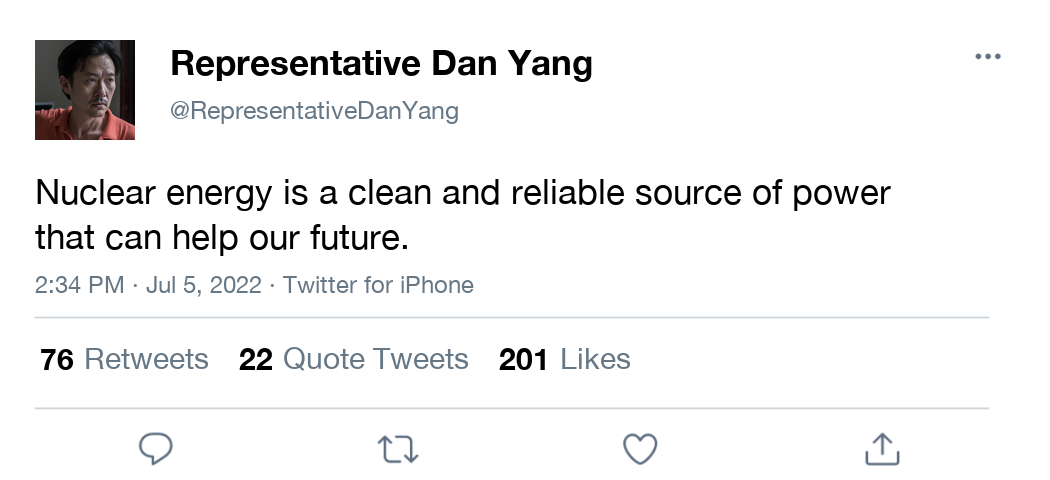 Representative Dan Yang
@RepresentativeDanYang
Nuclear energy is a clean and reliable source of power
that can help our future.
2:34 PM · Jul 5, 2022 · Twitter for iPhone
76 Retweets 22 Quote Tweets 201 Likes